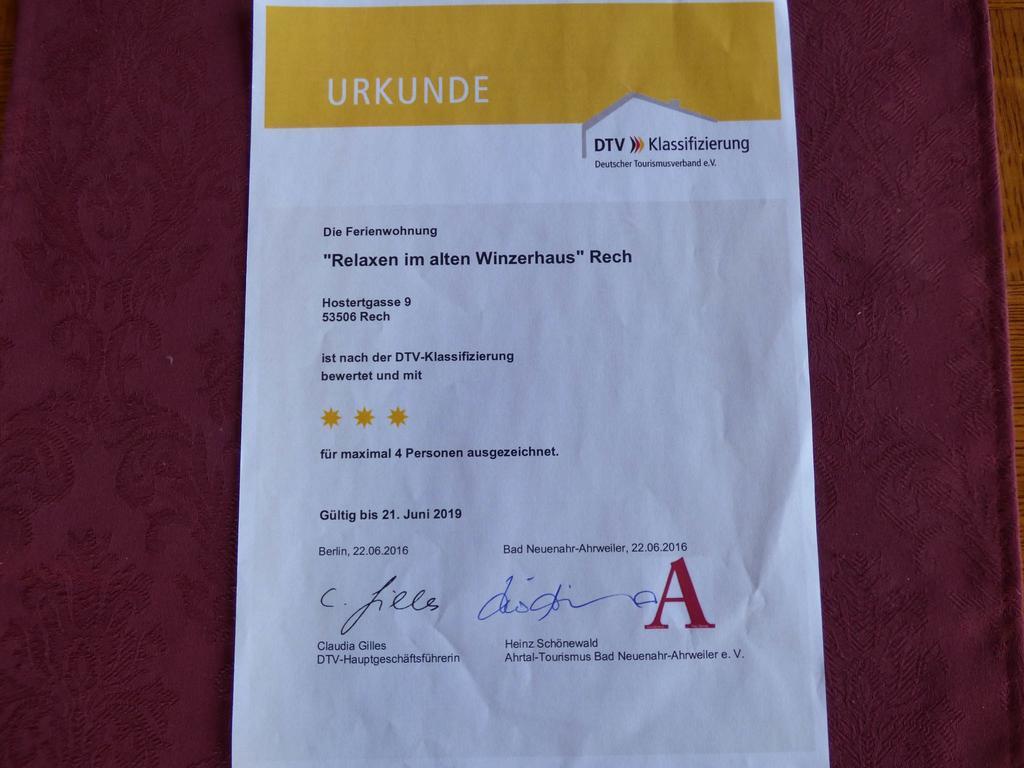 URKUNDE
DTV Klassifizierung
Deutscher Tourismusverband e.V.
Die Ferienwohnung
"Relaxen im alten Winzerhaus" Rech
Hostertgasse 9
53506 Rech
ist nach der DTV-Klassifizierung
bewertet und mit
für maximal 4 Personen ausgezeichnet.
Gültig bis 21. Juni 2019
Berlin, 22.06.2016
Bad Neuenahr-Ahrweiler, 22.06.2016
C. Gilles
A
Claudia Gilles
DTV-Hauptgeschäftsführerin
Heinz Schönewald
Ahrtal-Tourismus Bad Neuenahr-Ahrweiler e. V.